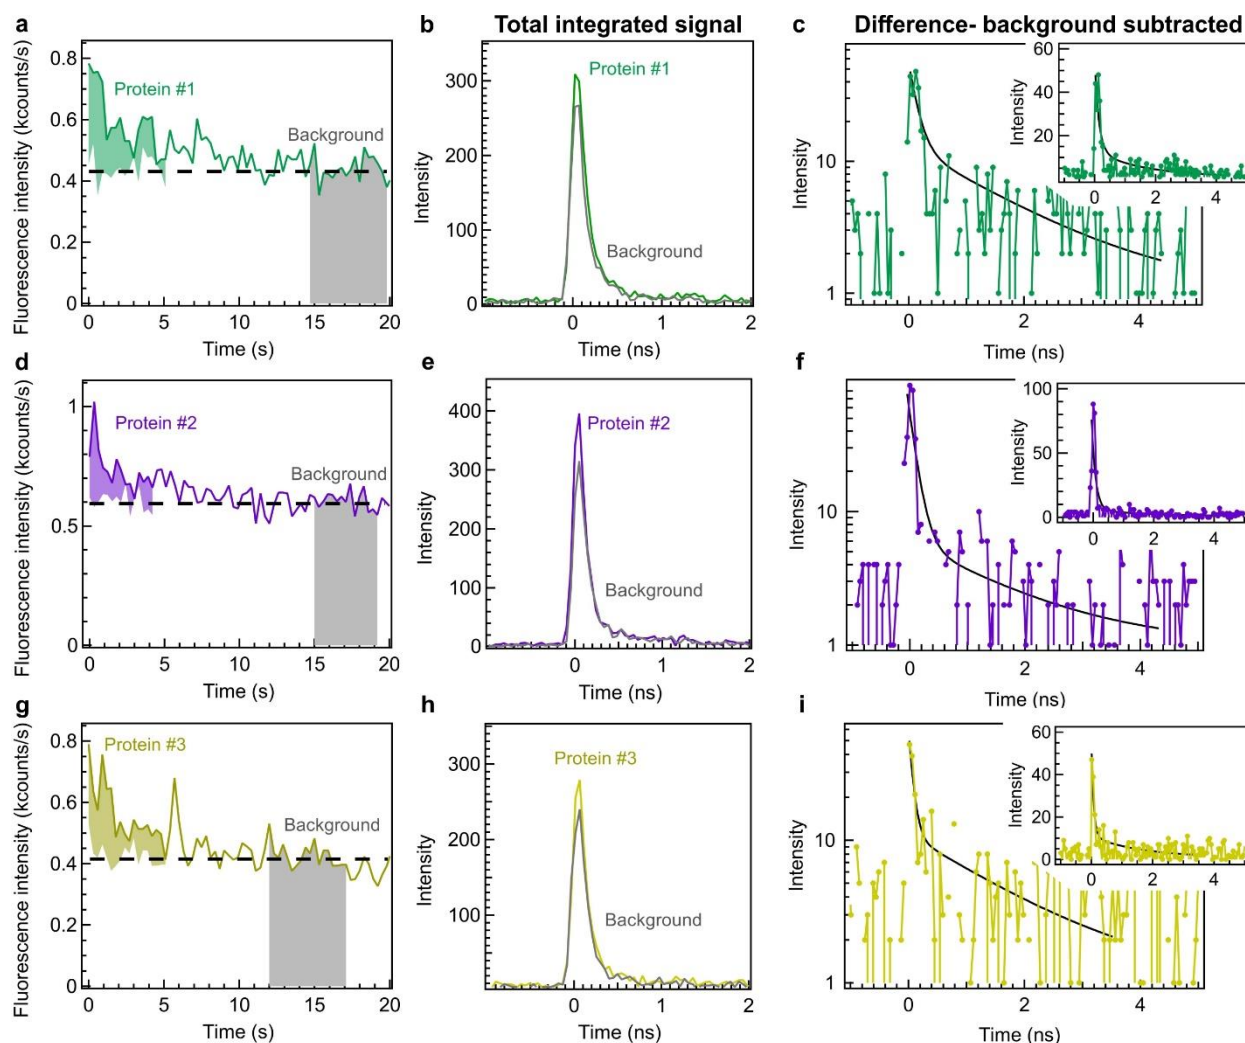 Total integrated signal
Difference- background subtracted
a
Fluorescence intensity (kcounts/s)
0.8
0.6
0.4
0.2
0
Protein #1
Background
0 5 10 15 20
Time (s)
b
Intensity
300
200
100
0
Protein #1
Background
0 1 2
Time (ns)
c
Intensity
10
1
0 2 4
Time (ns)
Intensity
60
40
20
0
0 2 4
d
Fluorescence intensity (kcounts/s)
1
0.5
0
Protein #2
Background
0 5 10 15 20
Time (s)
e
Intensity
400
300
200
100
0
Protein #2
Background
0 1 2
Time (ns)
f
Intensity
10
1
0 2 4
Time (ns)
Intensity
100
50
0
0 2 4
g
Fluorescence intensity (kcounts/s)
0.8
0.6
0.4
0.2
0
Protein #3
Background
0 5 10 15 20
Time (s)
h
Intensity
300
200
100
Protein #3
Background
0 1 2
Time (ns)
i
Intensity
10
1
0 2 4
Time (ns)
Intensity
60
40
20
0
0 2 4